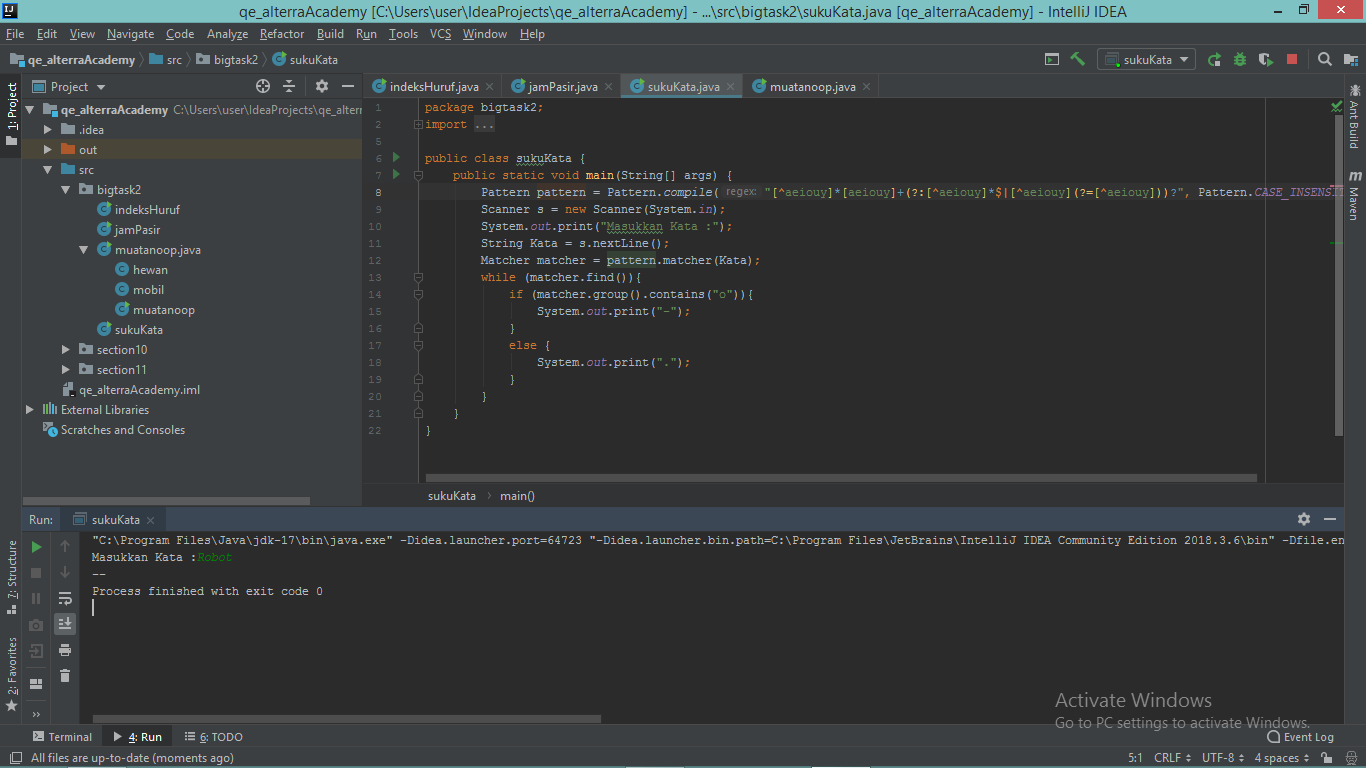 qe_alterraAcademy [C:\Users\user\IdeaProjects\qe_alterraAcademy] - ...\src\bigtask2\sukuKata.java [qe_alterraAcademy] - IntelliJ IDEA
File Edit View Navigate Code Analyze Refactor Build Run Tools VCS Window Help
qe_alterraAcademy src bigtask2 sukuKata
sukuKata
1: Project
Project
qe_alterraAcademy C:\Users\user\IdeaProjects\qe_alterr
.idea
out
src
bigtask2
indeksHuruf
jamPasir
muatanoop.java
hewan
mobil
muatanoop
sukuKata
section10
section11
qe_alterraAcademy.iml
External Libraries
Scratches and Consoles
indeksHuruf.java jamPasir.java sukuKata.java muatanoop.java
1 package bigtask2;
2 import ...
5
6 public class sukuKata {
7 public static void main(String[] args) {
8 Pattern pattern = Pattern.compile( regex: "[^aeiouy]*[aeiouy]+(?:[^aeiouy]*$|[^aeiouy](?=[^aeiouy]))?", Pattern.CASE_INSENSI
9 Scanner s = new Scanner(System.in);
10 System.out.print("Masukkan Kata :");
11 String Kata = s.nextLine();
12 Matcher matcher = pattern.matcher(Kata);
13 while (matcher.find()){
14 if (matcher.group().contains("o")){
15 System.out.print("-");
16 }
17 else {
18 System.out.print(".");
19 }
20 }
21 }
22 }
sukuKata main()
Ant Build
m Maven
Run: sukuKata
"C:\Program Files\Java\jdk-17\bin\java.exe" -Didea.launcher.port=64723 "-Didea.launcher.bin.path=C:\Program Files\JetBrains\IntelliJ IDEA Community Edition 2018.3.6\bin" -Dfile.en
Masukkan Kata :Robot
--
Process finished with exit code 0
7: Structure
2: Favorites
Activate Windows
Go to PC settings to activate Windows.
Terminal 4: Run 6: TODO Event Log
All files are up-to-date (moments ago) 5:1 CRLF UTF-8 4 spaces